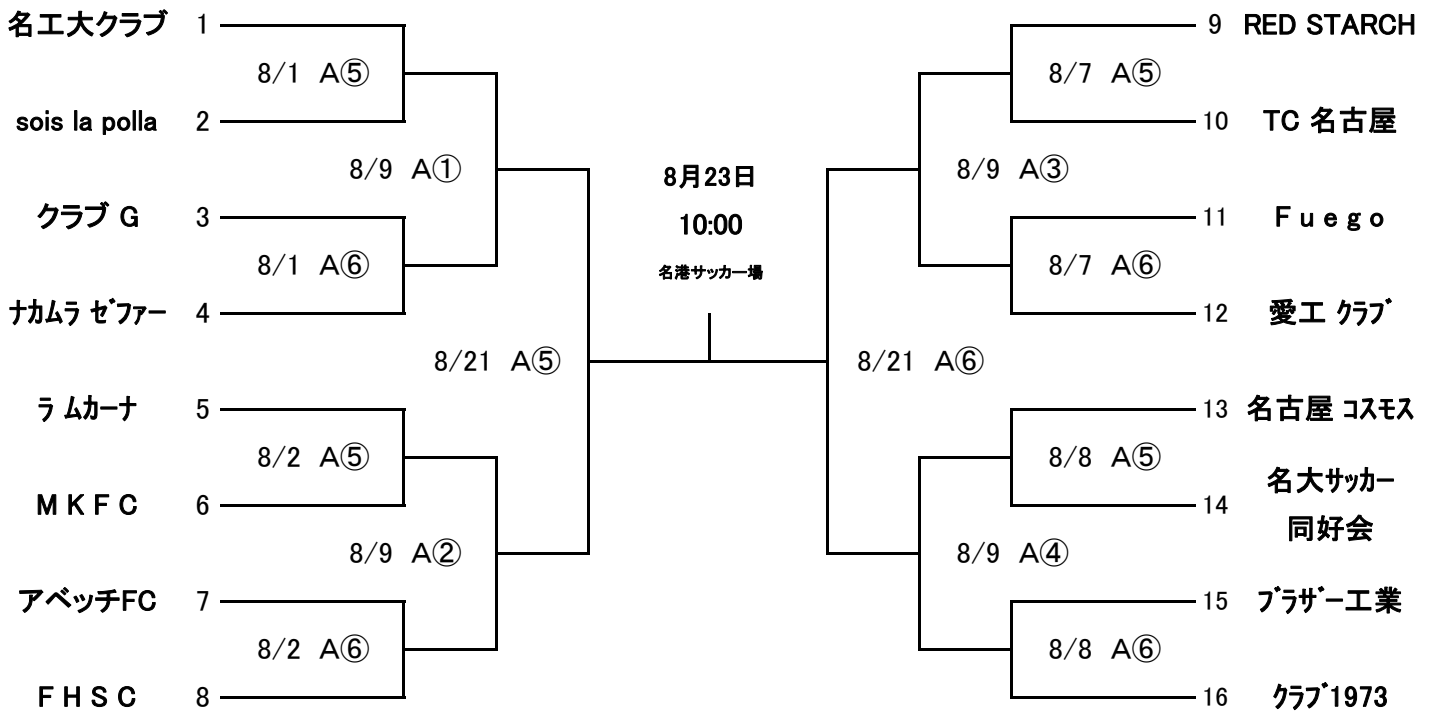 名工大クラブ 1
8/1 A⑤
sois la polla 2
8/9 A①
クラブ G 3
8/1 A⑥
ナカムラ ゼファー 4
8/21 A⑤
ラ ムカーナ 5
8/2 A⑤
M K F C 6
8/9 A②
アベッチFC 7
8/2 A⑥
F H S C 8
8月23日
10:00
名港サッカー場
9 RED STARCH
8/7 A⑤
10 TC 名古屋
8/9 A③
11 F u e g o
8/7 A⑥
12 愛工 クラブ
8/21 A⑥
13 名古屋 コスモス
8/8 A⑤
14 名大サッカー
同好会
8/9 A④
15 ブラザー工業
8/8 A⑥
16 クラブ1973